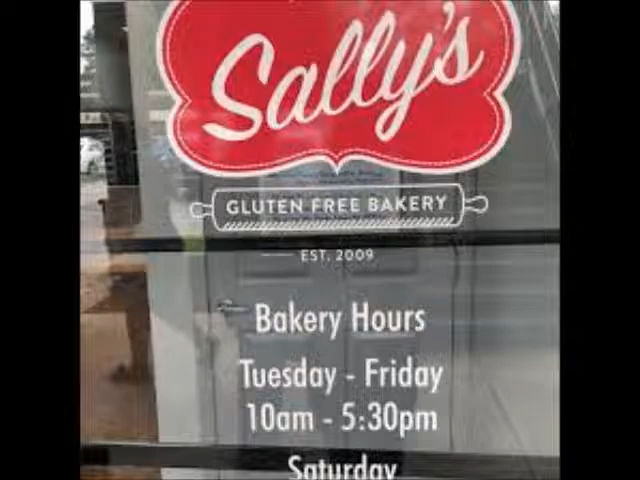 Sally's
GLUTEN FREE BAKERY
EST. 2009
Bakery Hours
Tuesday - Friday
10am - 5:30pm
Saturday